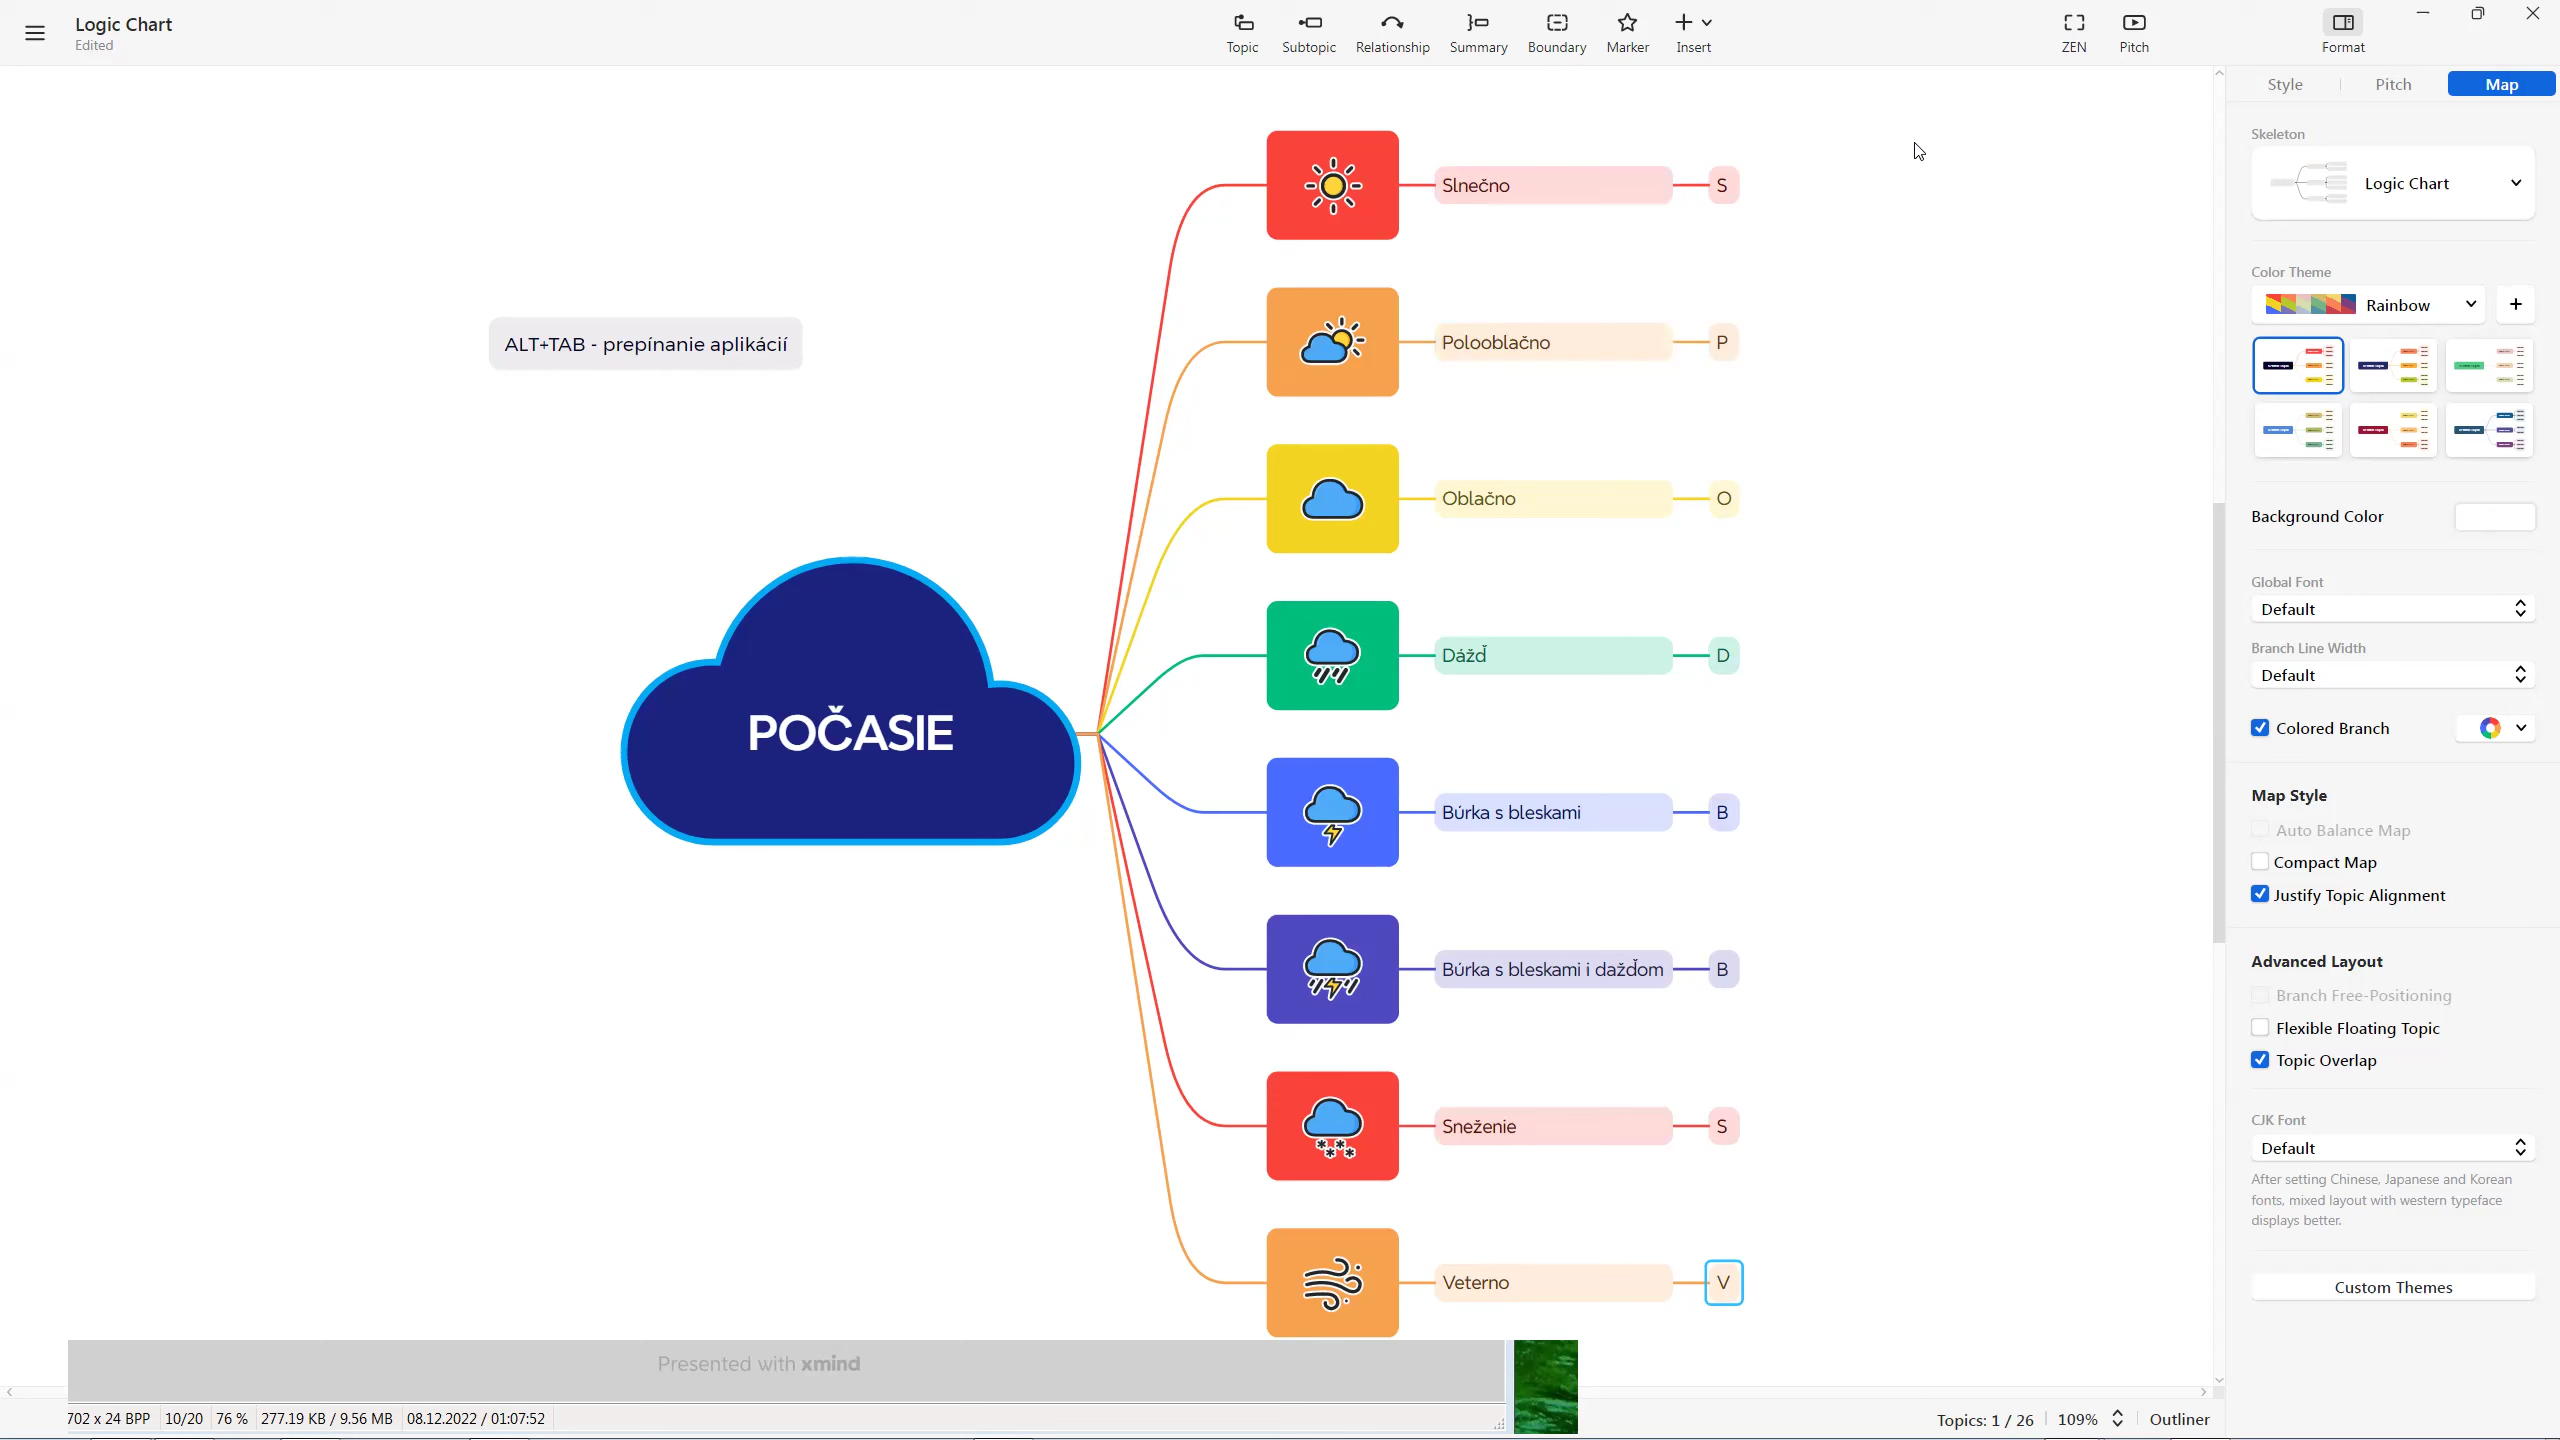 Logic Chart
Edited
Topic
Subtopic
Relationship
Summary
Boundary
Marker
Insert
ZEN
Pitch
Format
Style
Pitch
Map
Skeleton
Logic Chart
Color Theme
Rainbow
Background Color
Global Font
Default
Branch Line Width
Default
Colored Branch
Map Style
Auto Balance Map
Compact Map
Justify Topic Alignment
Advanced Layout
Branch Free-Positioning
Flexible Floating Topic
Topic Overlap
CJK Font
Default
After setting Chinese, Japanese and Korean
fonts, mixed layout with western typeface
displays better.
Custom Themes
ALT+TAB - prepínanie aplikácií
POČASIE
Slnečno S
Polooblačno P
Oblačno O
Dážď D
Búrka s bleskami B
Búrka s bleskami i dažďom B
Sneženie S
Veterno V
Presented with xmind
702 x 24 BPP 10/20 76 % 277.19 KB / 9.56 MB 08.12.2022 / 01:07:52
Topics: 1 / 26 109% Outliner